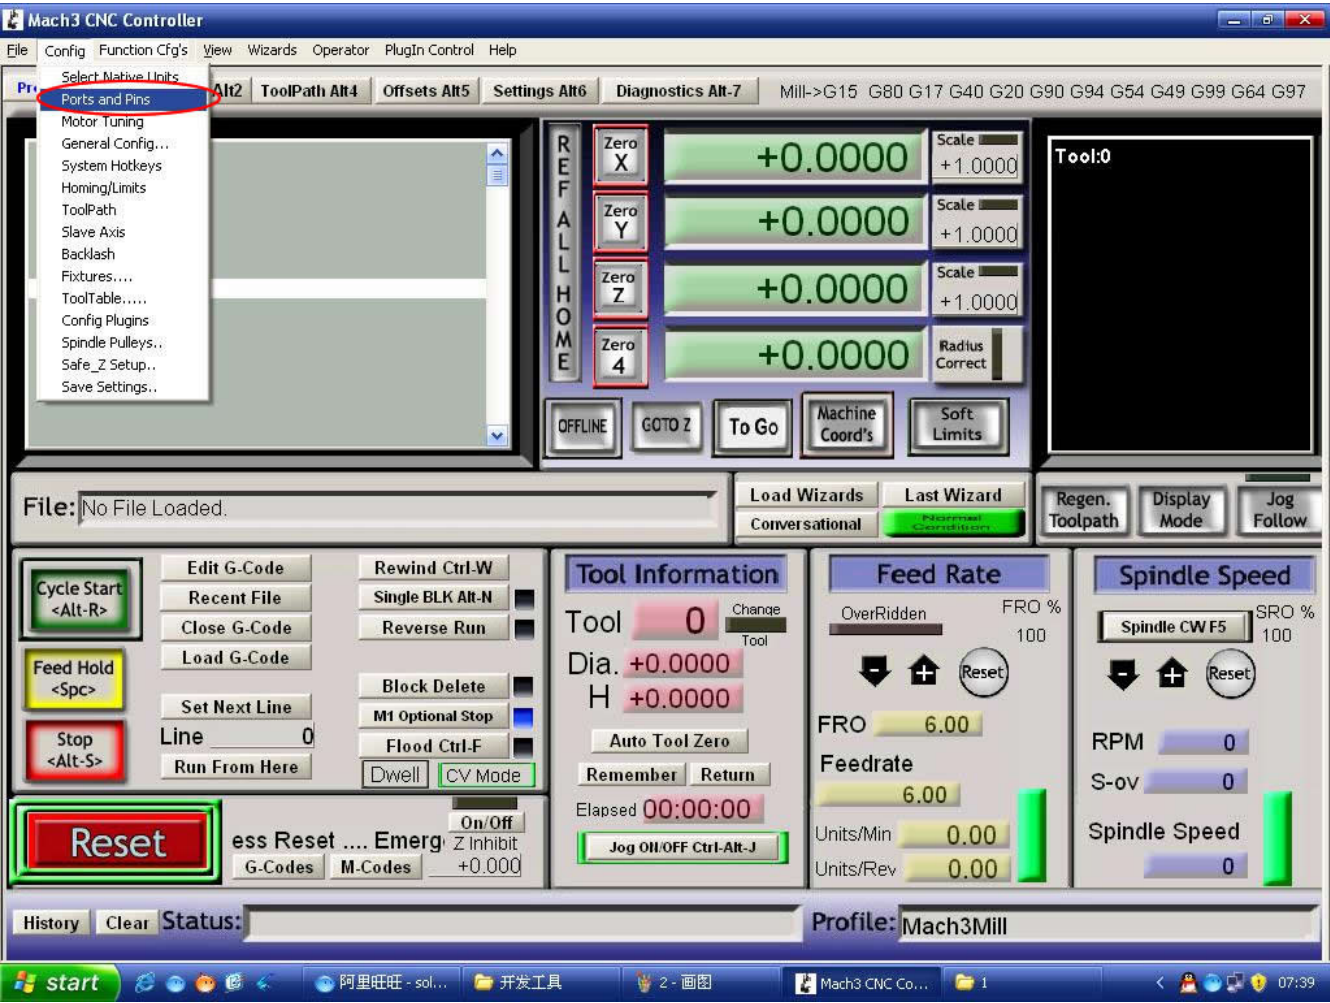 Mach3 CNC Controller
File Config Function Cfg's View Wizards Operator PlugIn Control Help
Select Native Units
Ports and Pins
Motor Tuning
General Config...
System Hotkeys
Homing/Limits
ToolPath
Slave Axis
Backlash
Fixtures....
ToolTable.....
Config Plugins
Spindle Pulleys..
Safe_Z Setup..
Save Settings..
Alt2 ToolPath Alt4 Offsets Alt5 Settings Alt6 Diagnostics Alt-7 Mill->G15 G80 G17 G40 G20 G90 G94 G54 G49 G99 G64 G97
REF ALL HOME
Zero X +0.0000 Scale +1.0000
Zero Y +0.0000 Scale +1.0000
Zero Z +0.0000 Scale +1.0000
Zero 4 +0.0000 Radius Correct
OFFLINE GOTO Z To Go Machine Coord's Soft Limits
Tool:0
File: No File Loaded.
Load Wizards Last Wizard
Conversational Normal Condition
Regen. Toolpath Display Mode Jog Follow
Cycle Start <Alt-R>
Feed Hold <Spc>
Stop <Alt-S>
Edit G-Code
Recent File
Close G-Code
Load G-Code
Set Next Line
Line 0
Run From Here
Rewind Ctrl-W
Single BLK Alt-N
Reverse Run
Block Delete
M1 Optional Stop
Flood Ctrl-F
Dwell CV Mode
Reset
ess Reset .... Emerg
G-Codes M-Codes
On/Off
Z Inhibit
+0.000
Tool Information
Tool 0 Change Tool
Dia. +0.0000
H +0.0000
Auto Tool Zero
Remember Return
Elapsed 00:00:00
Jog ON/OFF Ctrl-Alt-J
Feed Rate
OverRidden FRO %
100
Reset
FRO 6.00
Feedrate
6.00
Units/Min 0.00
Units/Rev 0.00
Spindle Speed
Spindle CW F5 SRO %
100
Reset
RPM 0
S-ov 0
Spindle Speed
0
History Clear Status:
Profile: Mach3Mill
start 阿里旺旺 - sol... 开发工具 2 - 画图 Mach3 CNC Co... 1 07:39